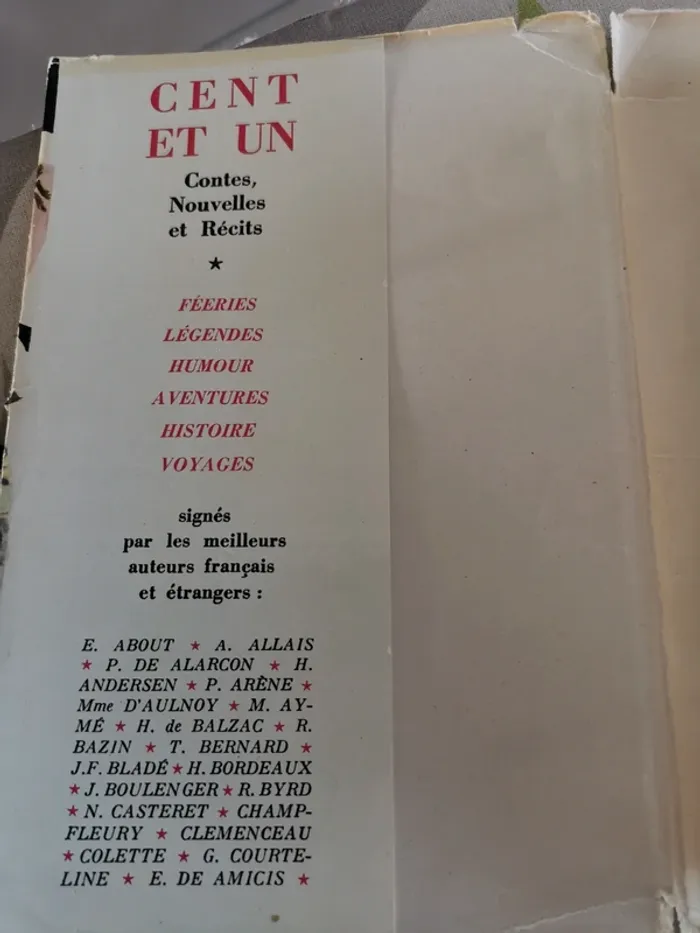 CENT
ET UN
Contes,
Nouvelles
et Récits
★
FÉERIES
LÉGENDES
HUMOUR
AVENTURES
HISTOIRE
VOYAGES
signés
par les meilleurs
auteurs français
et étrangers :
E. ABOUT ★ A. ALLAIS
★ P. DE ALARCON ★ H.
ANDERSEN ★ P. ARÈNE ★
Mme D'AULNOY ★ M. AY-
MÉ ★ H. de BALZAC ★ R.
BAZIN ★ T. BERNARD ★
J.F. BLADÉ ★ H. BORDEAUX
★ J. BOULENGER ★ R. BYRD
★ N. CASTERET ★ CHAMP-
FLEURY ★ CLEMENCEAU
★ COLETTE ★ G. COURTE-
LINE ★ E. DE AMICIS ★